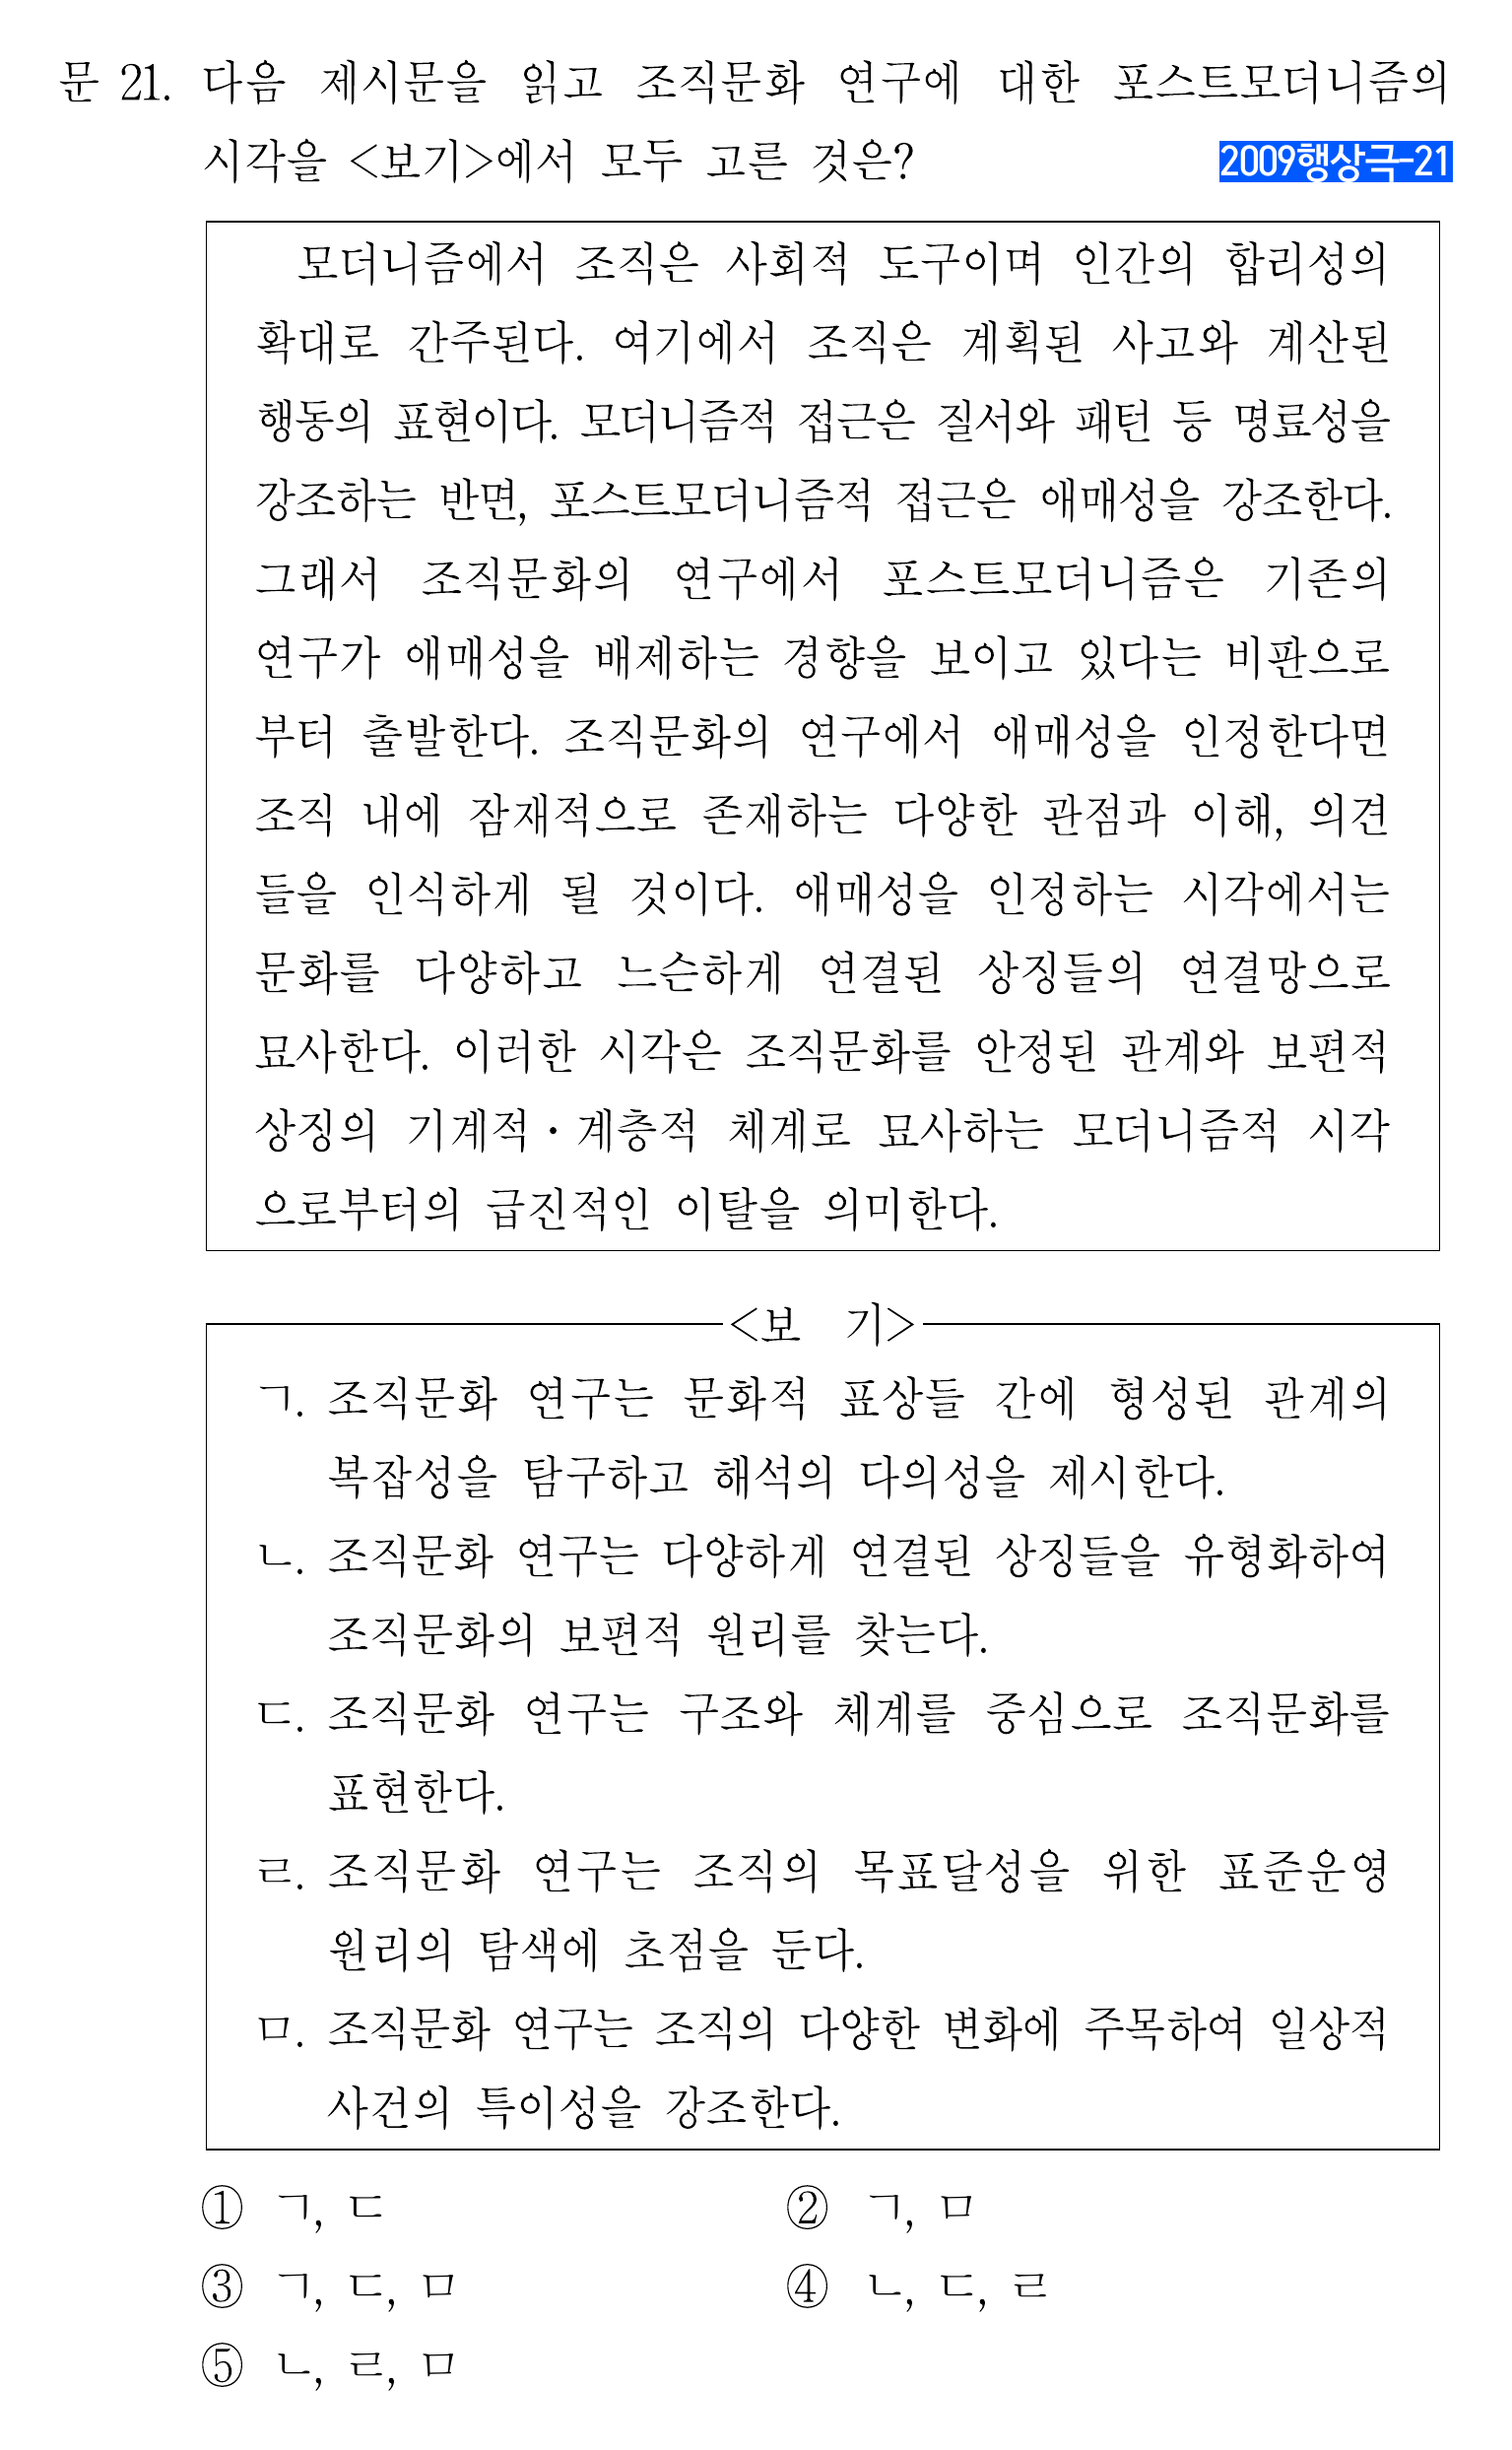 문 21. 다음 제시문을 읽고 조직문화 연구에 대한 포스트모더니즘의
시각을 <보기>에서 모두 고른 것은?
2009행상극-21
모더니즘에서 조직은 사회적 도구이며 인간의 합리성의
확대로 간주된다. 여기에서 조직은 계획된 사고와 계산된
행동의 표현이다. 모더니즘적 접근은 질서와 패턴 등 명료성을
강조하는 반면, 포스트모더니즘적 접근은 애매성을 강조한다.
그래서 조직문화의 연구에서 포스트모더니즘은 기존의
연구가 애매성을 배제하는 경향을 보이고 있다는 비판으로
부터 출발한다. 조직문화의 연구에서 애매성을 인정한다면
조직 내에 잠재적으로 존재하는 다양한 관점과 이해, 의견
들을 인식하게 될 것이다. 애매성을 인정하는 시각에서는
문화를 다양하고 느슨하게 연결된 상징들의 연결망으로
묘사한다. 이러한 시각은 조직문화를 안정된 관계와 보편적
상징의 기계적·계층적 체계로 묘사하는 모더니즘적 시각
으로부터의 급진적인 이탈을 의미한다.
<보 기>
ㄱ. 조직문화 연구는 문화적 표상들 간에 형성된 관계의
복잡성을 탐구하고 해석의 다의성을 제시한다.
ㄴ. 조직문화 연구는 다양하게 연결된 상징들을 유형화하여
조직문화의 보편적 원리를 찾는다.
ㄷ. 조직문화 연구는 구조와 체계를 중심으로 조직문화를
표현한다.
ㄹ. 조직문화 연구는 조직의 목표달성을 위한 표준운영
원리의 탐색에 초점을 둔다.
ㅁ. 조직문화 연구는 조직의 다양한 변화에 주목하여 일상적
사건의 특이성을 강조한다.
① ㄱ, ㄷ ② ㄱ, ㅁ
③ ㄱ, ㄷ, ㅁ ④ ㄴ, ㄷ, ㄹ
⑤ ㄴ, ㄹ, ㅁ